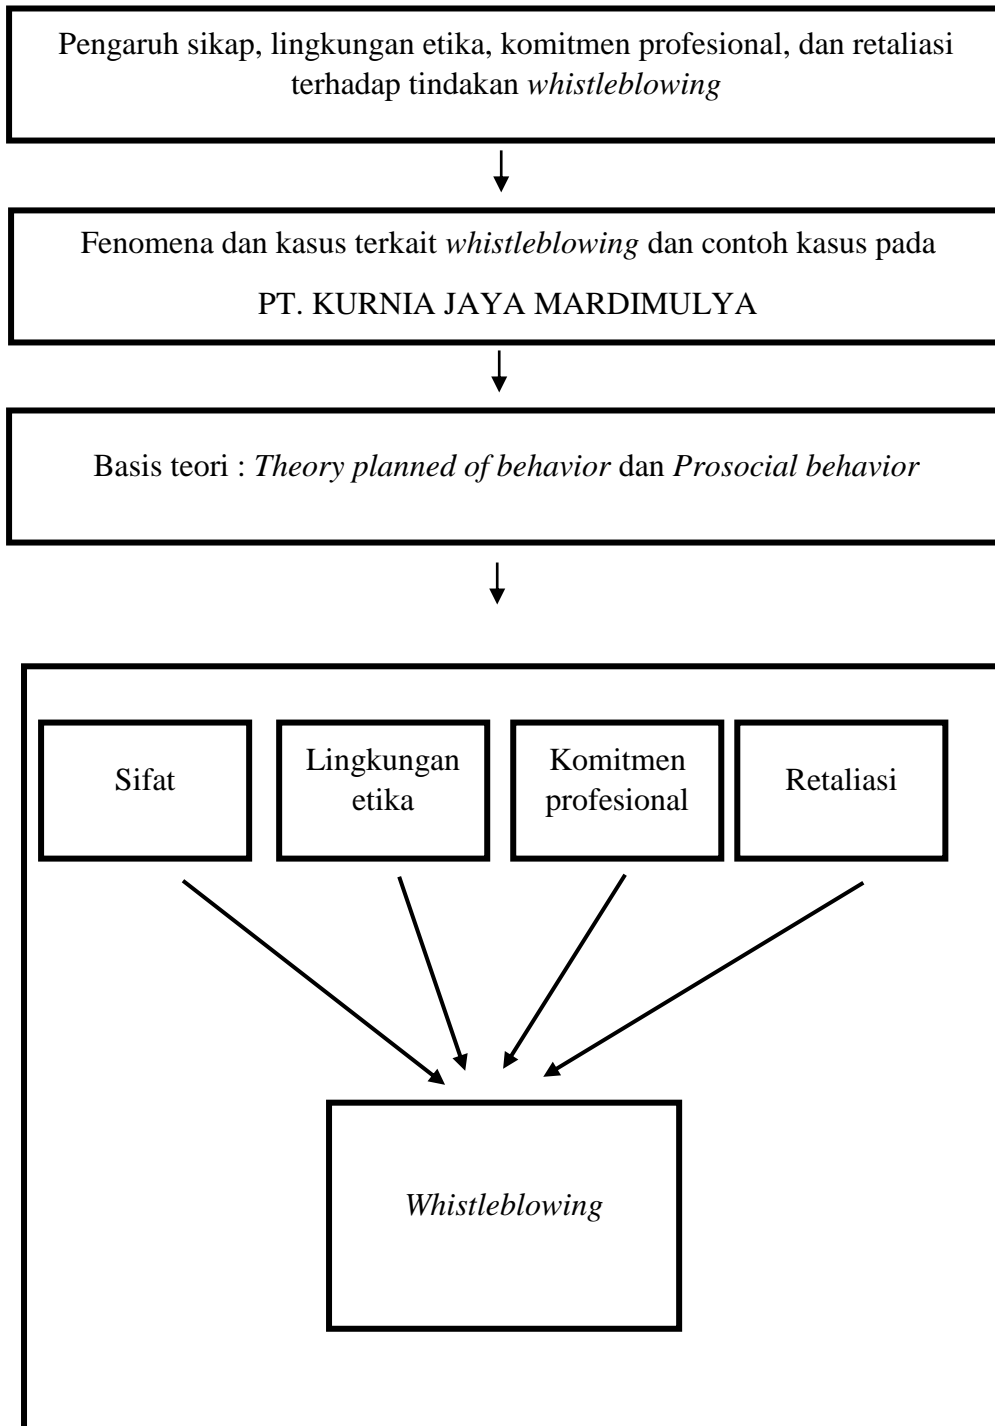 Pengaruh sikap, lingkungan etika, komitmen profesional, dan retaliasi
terhadap tindakan whistleblowing
Fenomena dan kasus terkait whistleblowing dan contoh kasus pada
PT. KURNIA JAYA MARDIMULYA
Basis teori : Theory planned of behavior dan Prosocial behavior
Sifat
Lingkungan
etika
Komitmen
profesional
Retaliasi
Whistleblowing